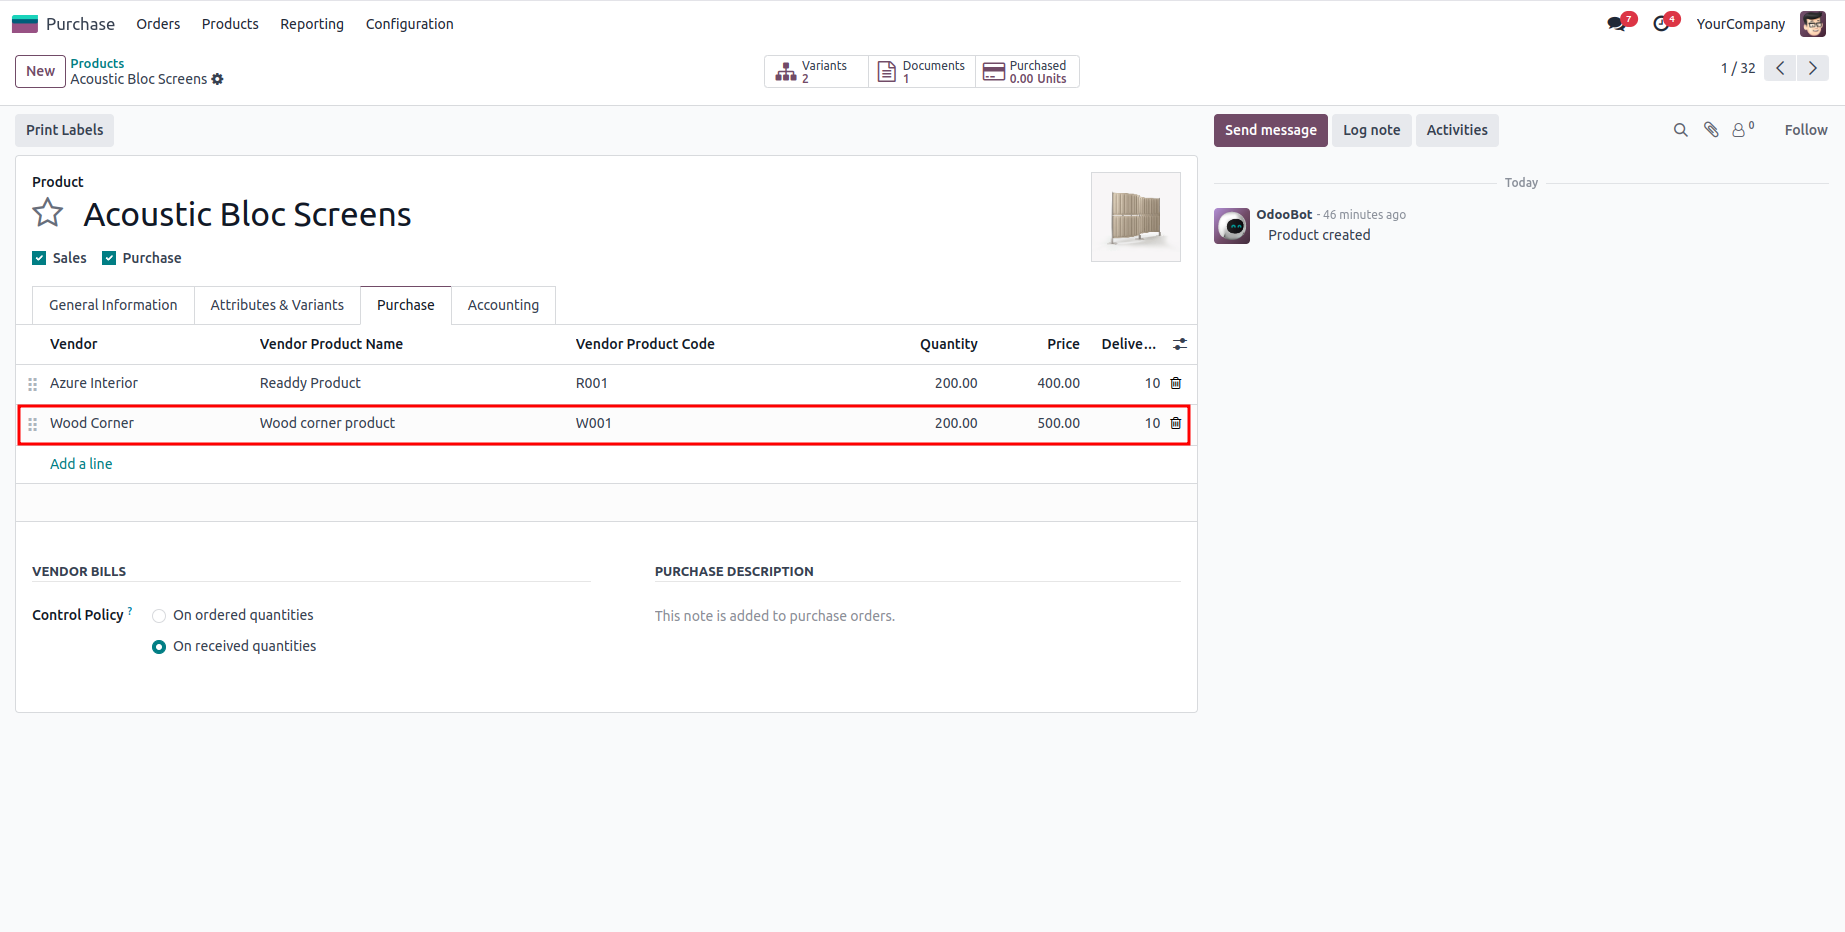 Purchase Orders Products Reporting Configuration 7 4 YourCompany
New Products
Acoustic Bloc Screens
Variants
2
Documents
1
Purchased
0.00 Units
1 / 32
Print Labels
Send message Log note Activities 0 Follow
Product
Acoustic Bloc Screens
Sales Purchase
General Information Attributes & Variants Purchase Accounting
Vendor Vendor Product Name Vendor Product Code Quantity Price Delive...
Azure Interior Readdy Product R001 200.00 400.00 10
Wood Corner Wood corner product W001 200.00 500.00 10
Add a line
VENDOR BILLS
Control Policy ? On ordered quantities
On received quantities
PURCHASE DESCRIPTION
This note is added to purchase orders.
Today
OdooBot - 46 minutes ago
Product created